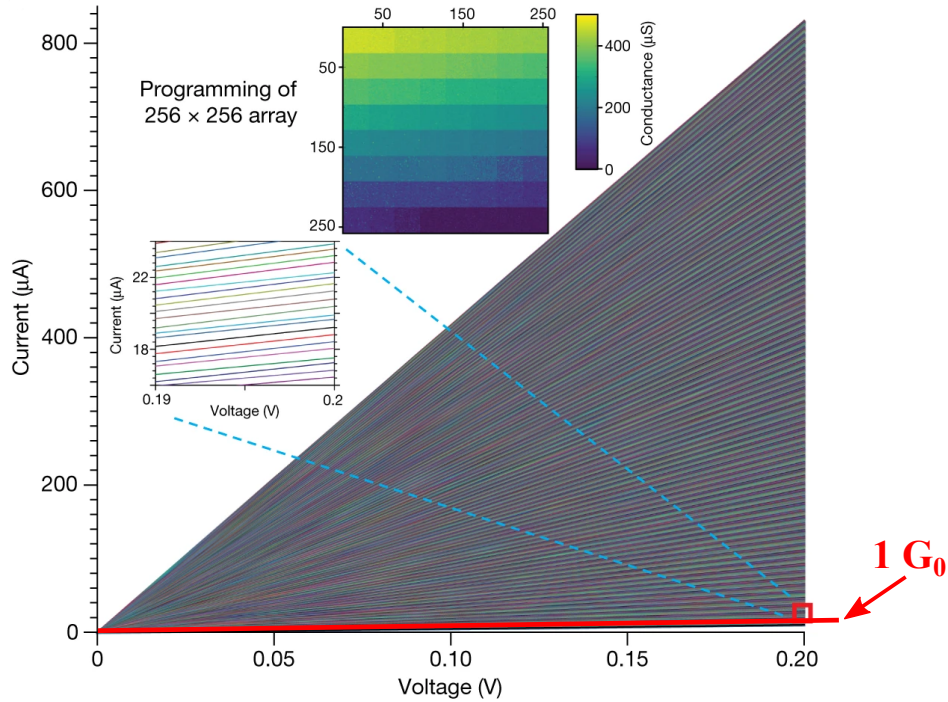 50 150 250
800
50
400
Conductance (μS)
Programming of
256 × 256 array
200
150
0
600
250
22
Current (μA)
18
Current (μA)
400
0.19 0.2
Voltage (V)
200
1 G₀
0
0 0.05 0.10 0.15 0.20
Voltage (V)